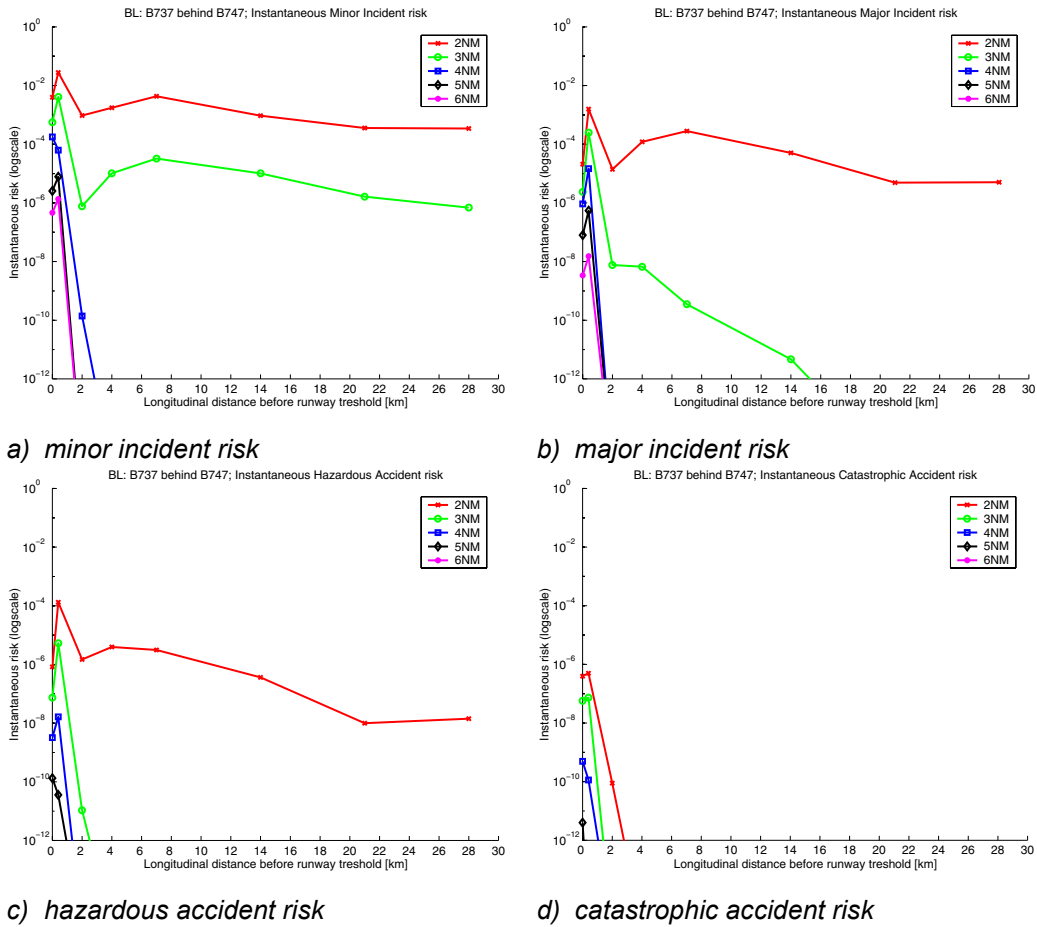 BL: B737 behind B747; Instantaneous Minor Incident risk
10^0
10^-2
10^-4
10^-6
10^-8
10^-10
10^-12
Instantaneous risk (logscale)
2NM
3NM
4NM
5NM
6NM
0 2 4 6 8 10 12 14 16 18 20 22 24 26 28 30
Longitudinal distance before runway treshold [km]
a) minor incident risk
BL: B737 behind B747; Instantaneous Major Incident risk
10^0
10^-2
10^-4
10^-6
10^-8
10^-10
10^-12
Instantaneous risk (logscale)
2NM
3NM
4NM
5NM
6NM
0 2 4 6 8 10 12 14 16 18 20 22 24 26 28 30
Longitudinal distance before runway treshold [km]
b) major incident risk
BL: B737 behind B747; Instantaneous Hazardous Accident risk
10^0
10^-2
10^-4
10^-6
10^-8
10^-10
10^-12
Instantaneous risk (logscale)
2NM
3NM
4NM
5NM
6NM
0 2 4 6 8 10 12 14 16 18 20 22 24 26 28 30
Longitudinal distance before runway treshold [km]
c) hazardous accident risk
BL: B737 behind B747; Instantaneous Catastrophic Accident risk
10^0
10^-2
10^-4
10^-6
10^-8
10^-10
10^-12
Instantaneous risk (logscale)
2NM
3NM
4NM
5NM
6NM
0 2 4 6 8 10 12 14 16 18 20 22 24 26 28 30
Longitudinal distance before runway treshold [km]
d) catastrophic accident risk